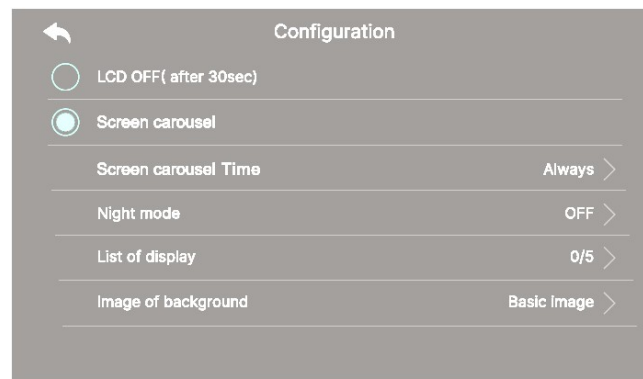 Configuration
LCD OFF( after 30sec)
Screen carousel
Screen carousel Time Always
Night mode OFF
List of display 0/5
Image of background Basic Image